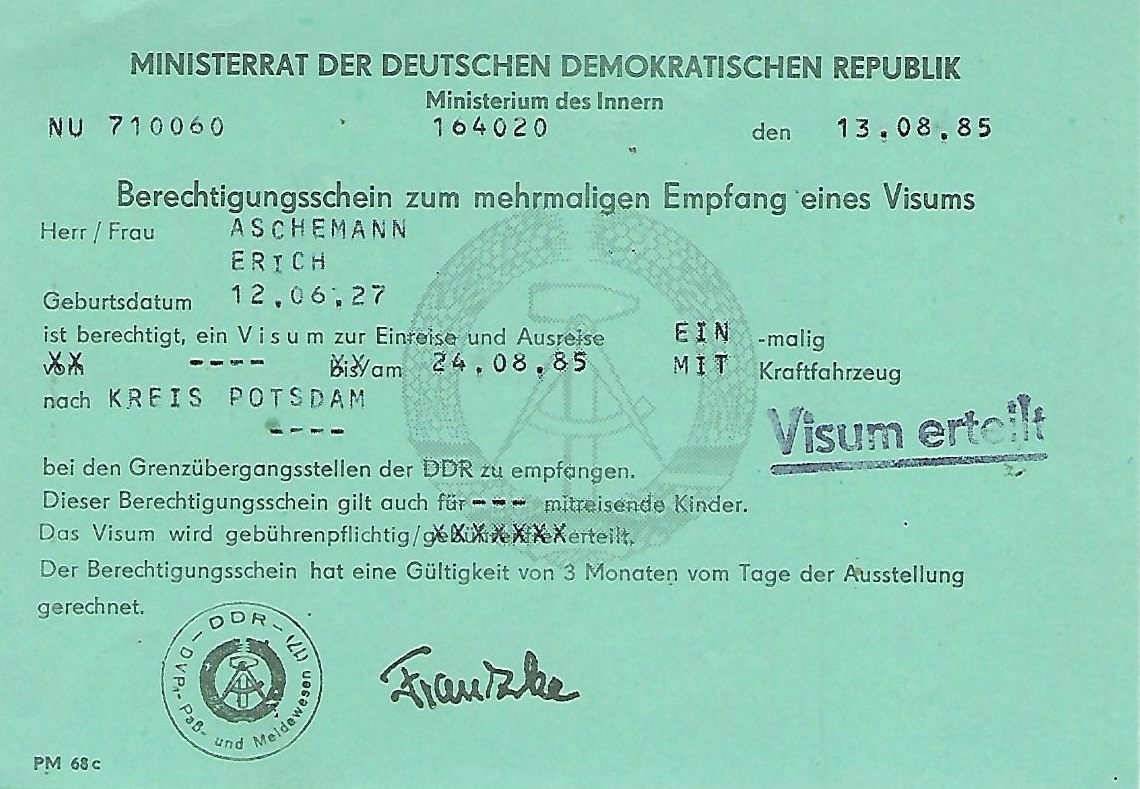 MINISTERRAT DER DEUTSCHEN DEMOKRATISCHEN REPUBLIK
Ministerium des Innern
NU 710060 164020 den 13.08.85
Berechtigungsschein zum mehrmaligen Empfang eines Visums
Herr / Frau ASCHEMANN
ERICH
Geburtsdatum 12.06.27
ist berechtigt, ein Visum zur Einreise und Ausreise EIN -malig
---- am 24.08.85 MIT Kraftfahrzeug
nach KREIS POTSDAM
----
Visum erteilt
bei den Grenzübergangsstellen der DDR zu empfangen.
Dieser Berechtigungsschein gilt auch für --- mitreisende Kinder.
Das Visum wird gebührenpflichtig/ erteilt.
Der Berechtigungsschein hat eine Gültigkeit von 3 Monaten vom Tage der Ausstellung
gerechnet.
- DDR - (17)
DVP, Paß- und Meldewesen
Frantzke
PM 68c